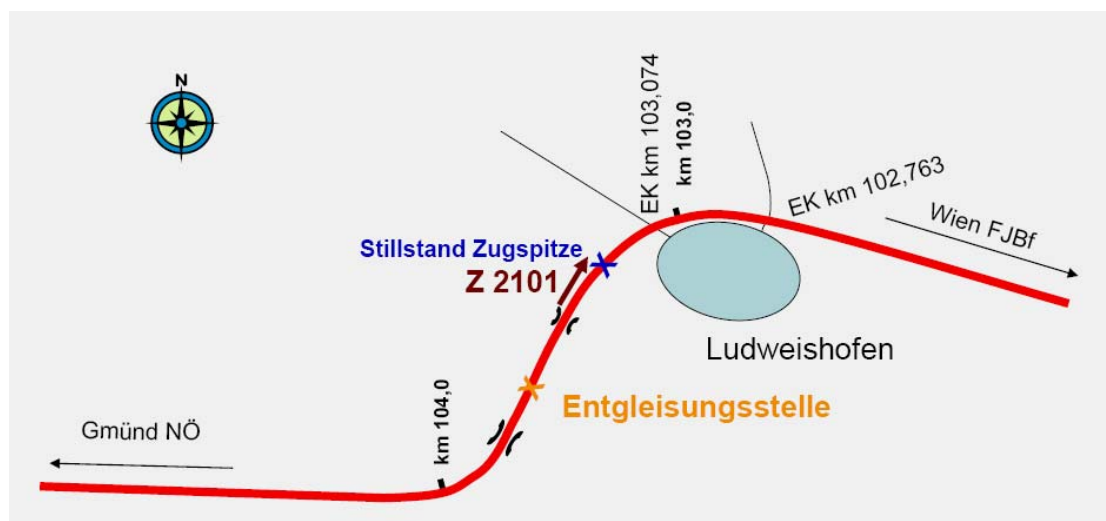 N
EK km 103,074
km 103,0
EK km 102,763
Wien FJBf
Stillstand Zugspitze
Z 2101
Ludweishofen
Entgleisungsstelle
km 104,0
Gmünd NÖ